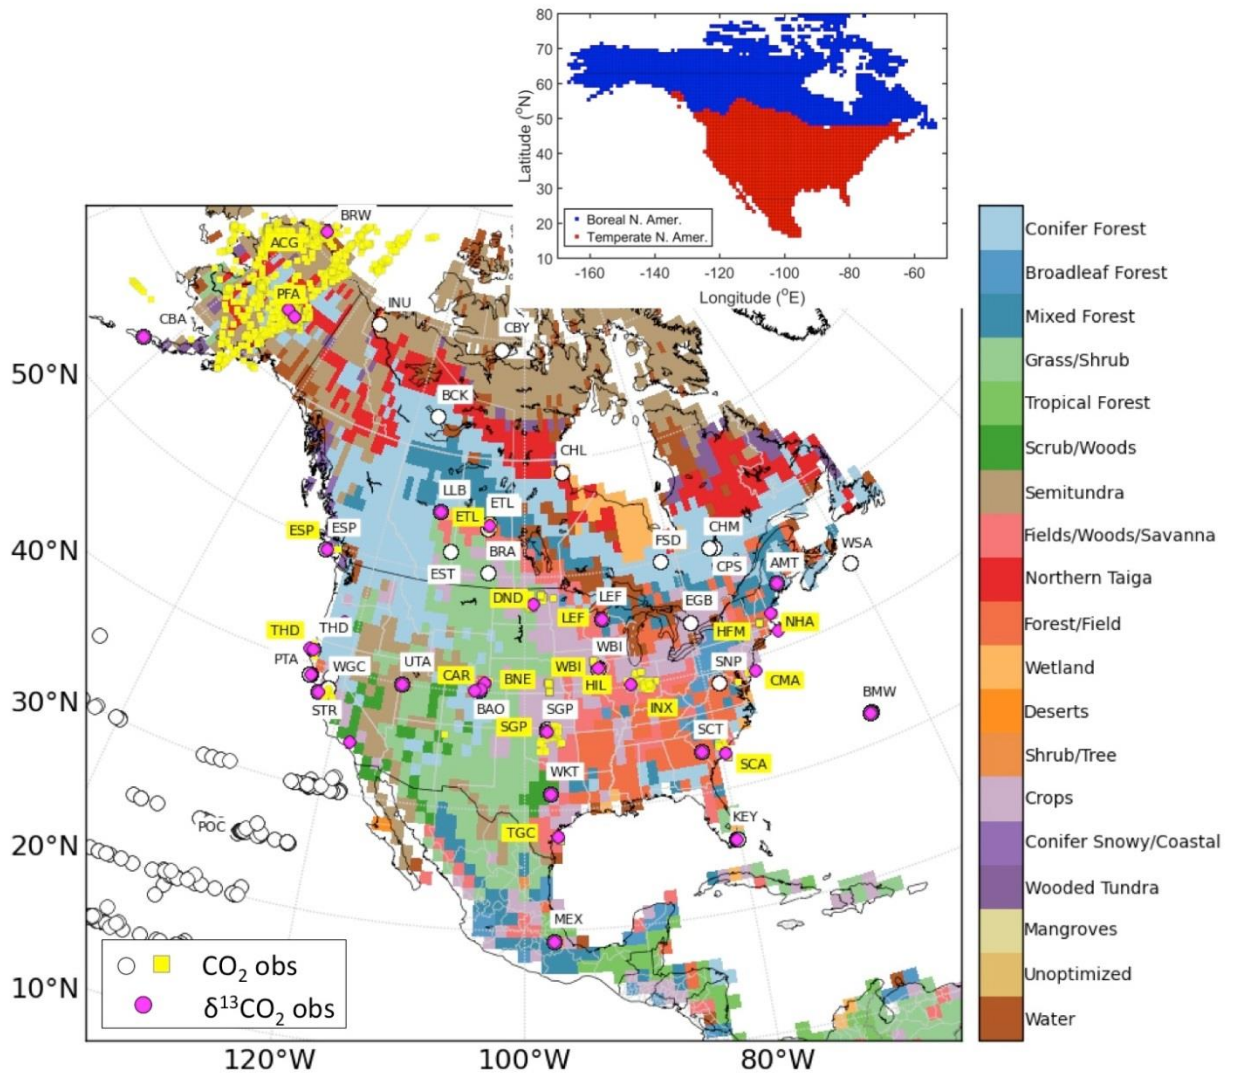 80
70
60
50
40
30
20
10
Latitude (°N)
Boreal N. Amer.
Temperate N. Amer.
-160
-140
-120
-100
-80
-60
Longitude (°E)
BRW
ACG
PFA
CBA
INU
CBY
BCK
CHL
LLB
ETL
ETL
ESP
ESP
EST
BRA
FSD
CHM
CPS
WSA
AMT
DND
LEF
LEF
EGB
HFM
NHA
THD
THD
PTA
WGC
UTA
CAR
BNE
WBI
WBI
HIL
SNP
CMA
STR
BAO
SGP
SGP
INX
BMW
SCT
SCA
WKT
POC
TGC
KEY
MEX
50°N
40°N
30°N
20°N
10°N
120°W
100°W
80°W
CO₂ obs
δ¹³CO₂ obs
Conifer Forest
Broadleaf Forest
Mixed Forest
Grass/Shrub
Tropical Forest
Scrub/Woods
Semitundra
Fields/Woods/Savanna
Northern Taiga
Forest/Field
Wetland
Deserts
Shrub/Tree
Crops
Conifer Snowy/Coastal
Wooded Tundra
Mangroves
Unoptimized
Water